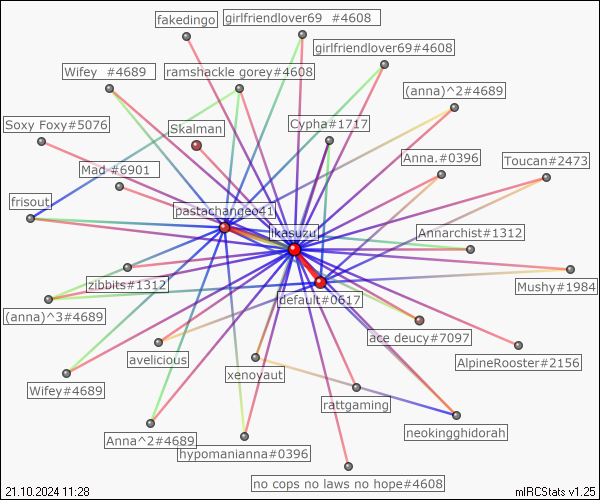 fakedingo
girlfriendlover69 #4608
girlfriendlover69#4608
Wifey #4689
ramshackle gorey#4608
(anna)^2#4689
Soxy Foxy#5076
Skalman
Cypha#1717
Mad #6901
Anna.#0396
Toucan#2473
frisout
pastachangeo41
ikasuzu
Annarchist#1312
zibbits#1312
Mushy#1984
default#0617
(anna)^3#4689
ace deucy#7097
avelicious
AlpineRooster#2156
xenovaut
Wifey#4689
rattgaming
neokingghidorah
Anna^2#4689
hypomanianna#0396
no cops no laws no hope#4608
21.10.2024 11:28
mIRCStats v1.25